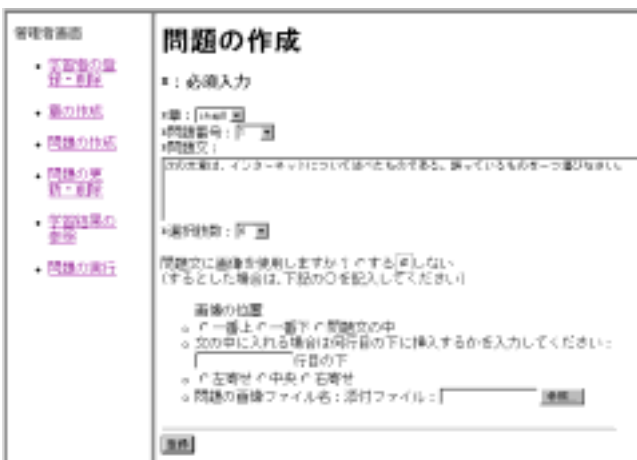 管理者画面
学習者の登
録・削除
章の作成
問題の作成
問題の更
新・削除
学習効果の
参照
問題の実行
問題の作成
*：必須入力
*章：
*問題番号：
*問題文：
次の文章は、インターネットについて述べたものである。誤っているものを一つ選びなさい。
*選択肢数：
問題文に画像を使用しますか？ する しない
(するとした場合は、下記の○を記入してください)
画像の位置
一番上 一番下 問題文の中
文の中に入れる場合は何行目の下に挿入するかを入力してください：
行目の下
左寄せ 中央 右寄せ
問題の画像ファイル名：添付ファイル：
参照...